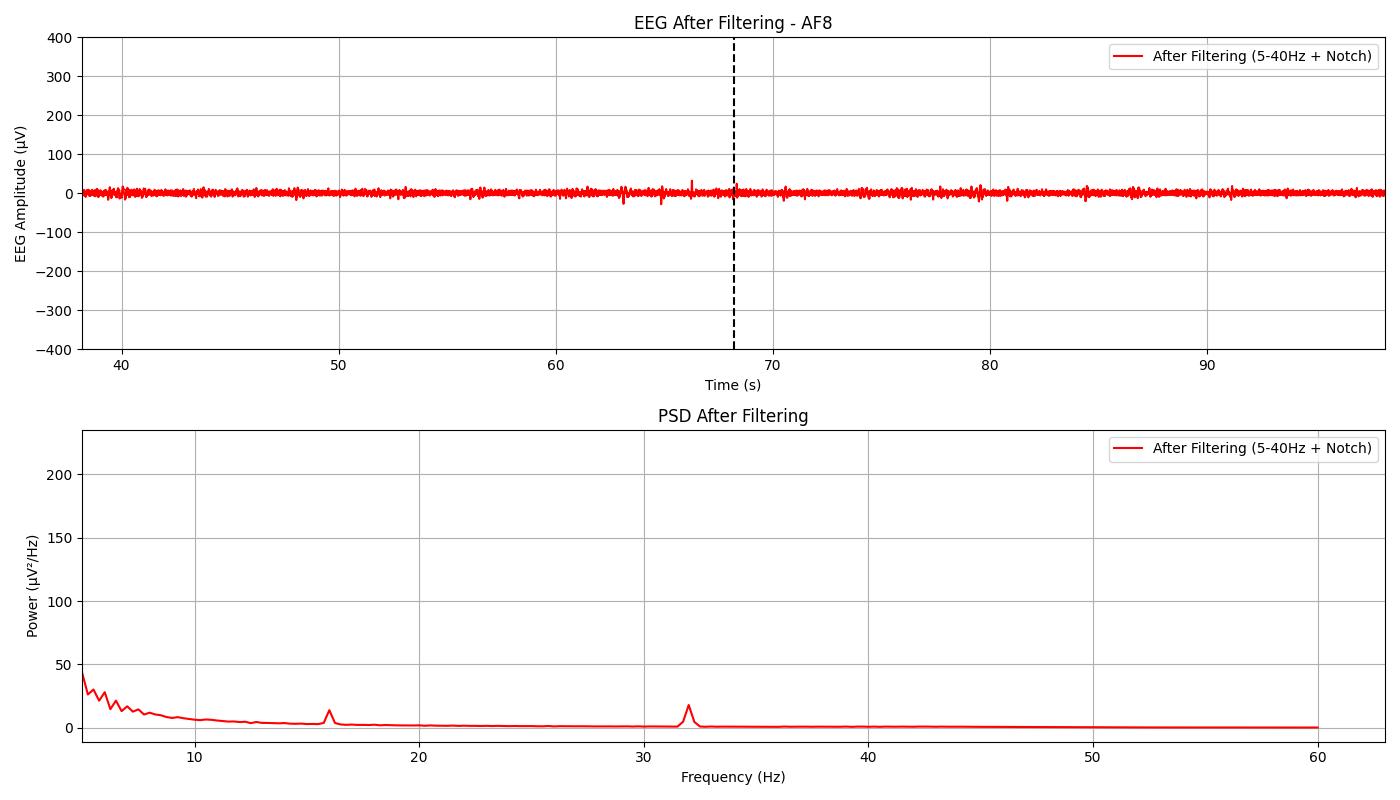 EEG After Filtering - AF8
After Filtering (5-40Hz + Notch)
EEG Amplitude (µV)
400
300
200
100
0
−100
−200
−300
−400
40 50 60 70 80 90
Time (s)
PSD After Filtering
After Filtering (5-40Hz + Notch)
Power (µV²/Hz)
200
150
100
50
0
10 20 30 40 50 60
Frequency (Hz)